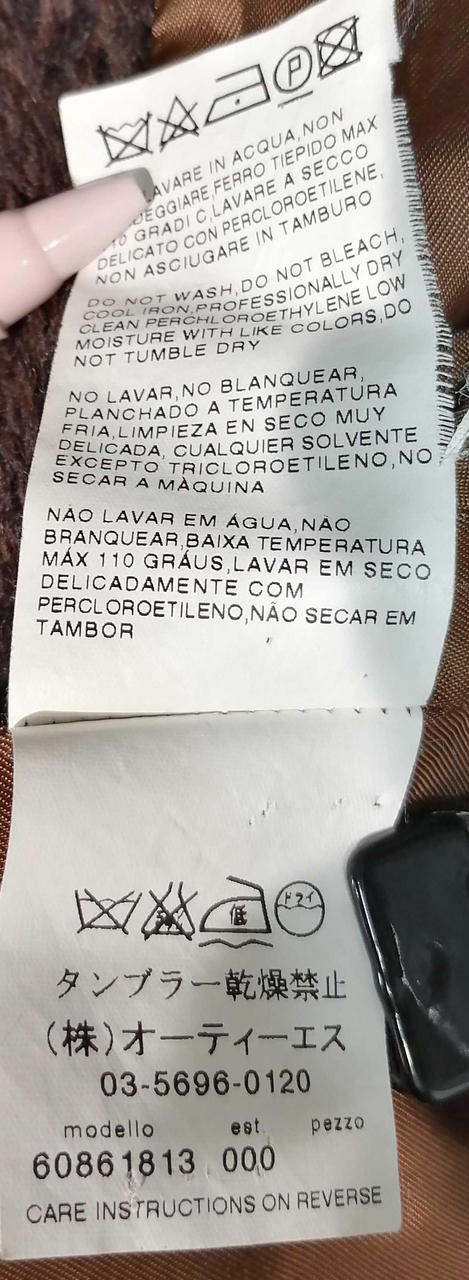 P
AVARE IN ACQUA,NON
DEGGIARE,FERRO TIEPIDO MAX
110 GRADI C,LAVARE A SECCO
DELICATO CON PERCLOROETILENE,
NON ASCIUGARE IN TAMBURO
DO NOT WASH,DO NOT BLEACH,
COOL IRON,PROFESSIONALLY DRY
CLEAN PERCHLOROETHYLENE LOW
MOISTURE WITH LIKE COLORS,DO
NOT TUMBLE DRY
NO LAVAR,NO BLANQUEAR,
PLANCHADO A TEMPERATURA
FRIA,LIMPIEZA EN SECO MUY
DELICADA, CUALQUIER SOLVENTE
EXCEPTO TRICLOROETILENO,NO
SECAR A MÀQUINA
NÃO LAVAR EM ÁGUA,NÃO
BRANQUEAR,BAIXA TEMPERATURA
MÁX 110 GRÁUS,LAVAR EM SECO
DELICADAMENTE COM
PERCLOROETILENO,NÃO SECAR EM
TAMBOR
低 ドライ
タンブラー乾燥禁止
(株)オーティーエス
03-5696-0120
modello est. pezzo
60861813 000
CARE INSTRUCTIONS ON REVERSE